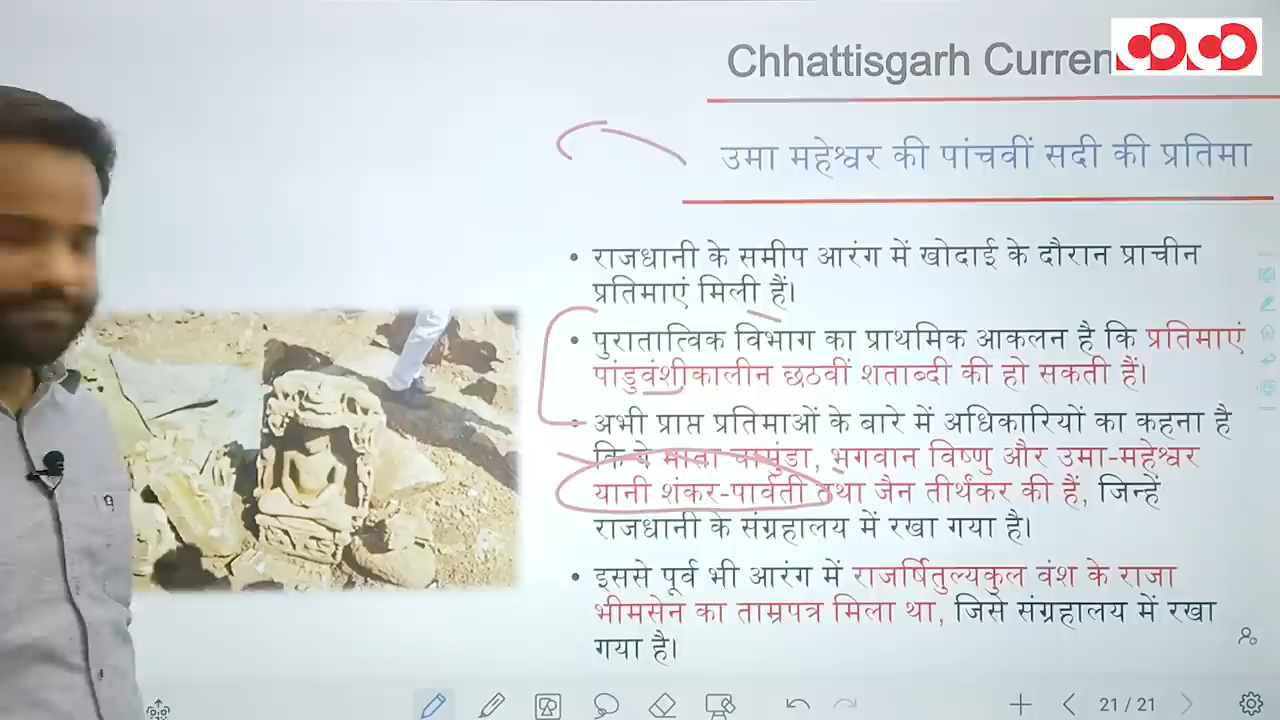 Chhattisgarh Curren
उमा महेश्वर की पांचवीं सदी की प्रतिमा
• राजधानी के समीप आरंग में खोदाई के दौरान प्राचीन
प्रतिमाएं मिली हैं।
• पुरातात्विक विभाग का प्राथमिक आकलन है कि प्रतिमाएं
पांडुवंशीकालीन छठवीं शताब्दी की हो सकती हैं।
• अभी प्राप्त प्रतिमाओं के बारे में अधिकारियों का कहना है
कि ये माता चामुंडा, भगवान विष्णु और उमा-महेश्वर
यानी शंकर-पार्वती तथा जैन तीर्थंकर की हैं, जिन्हें
राजधानी के संग्रहालय में रखा गया है।
• इससे पूर्व भी आरंग में राजर्षितुल्यकुल वंश के राजा
भीमसेन का ताम्रपत्र मिला था, जिसे संग्रहालय में रखा
गया है।
21 / 21